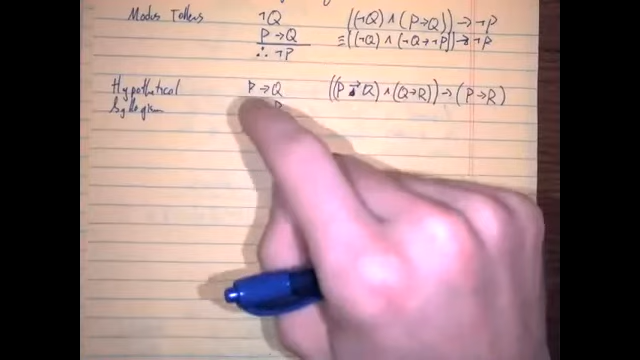 Modus Tollens ¬Q ((¬Q) ∧ (P→Q)) → ¬P
P→Q ≡ ((¬Q) ∧ (¬Q→¬P)) → ¬P
∴ ¬P
Hypothetical P→Q ((P→Q) ∧ (Q→R)) → (P→R)
Syllogism